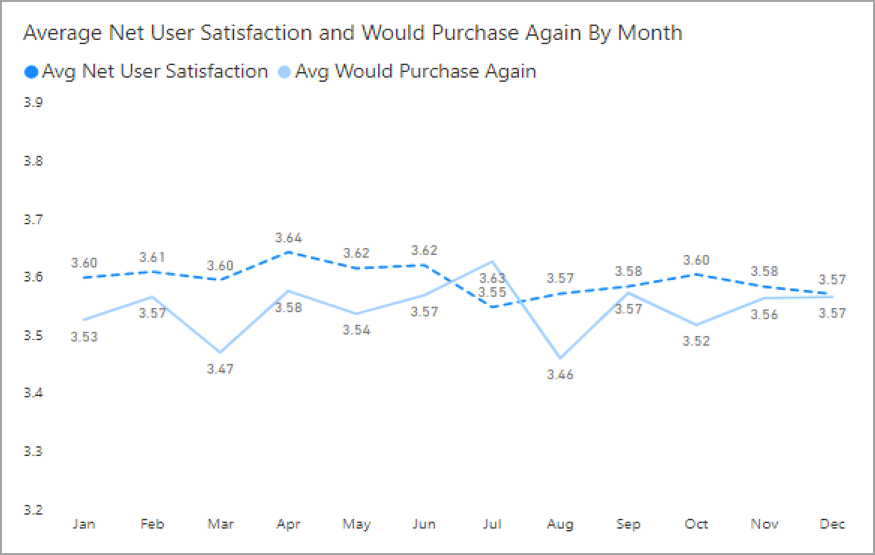 Average Net User Satisfaction and Would Purchase Again By Month
Avg Net User Satisfaction Avg Would Purchase Again
3.9
3.8
3.7
3.6
3.5
3.4
3.3
3.2
3.60 3.61 3.60 3.64 3.62 3.62 3.55 3.57 3.58 3.60 3.58 3.57
3.53 3.57 3.47 3.58 3.54 3.57 3.63 3.46 3.57 3.52 3.56 3.57
Jan Feb Mar Apr May Jun Jul Aug Sep Oct Nov Dec